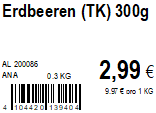 Erdbeeren (TK) 300g
AL 200086
ANA 0.3 KG
2,99 €
9.97 € pro 1 KG
4 104420 139404